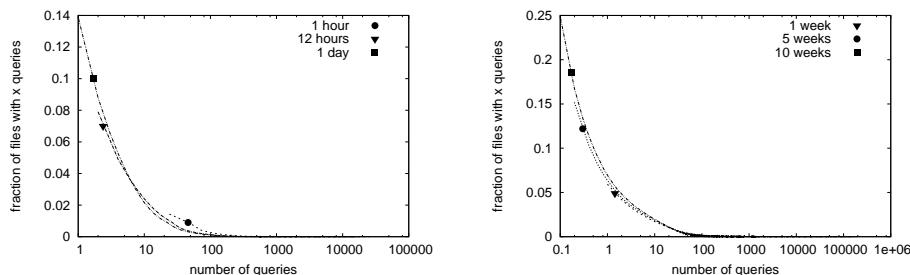 0.14
0.12
0.1
0.08
0.06
0.04
0.02
0
1 10 100 1000 10000 100000
number of queries
fraction of files with x queries
1 hour
12 hours
1 day
0.25
0.2
0.15
0.1
0.05
0
0.1 1 10 100 1000 10000 100000 1e+06
number of queries
fraction of files with x queries
1 week
5 weeks
10 weeks